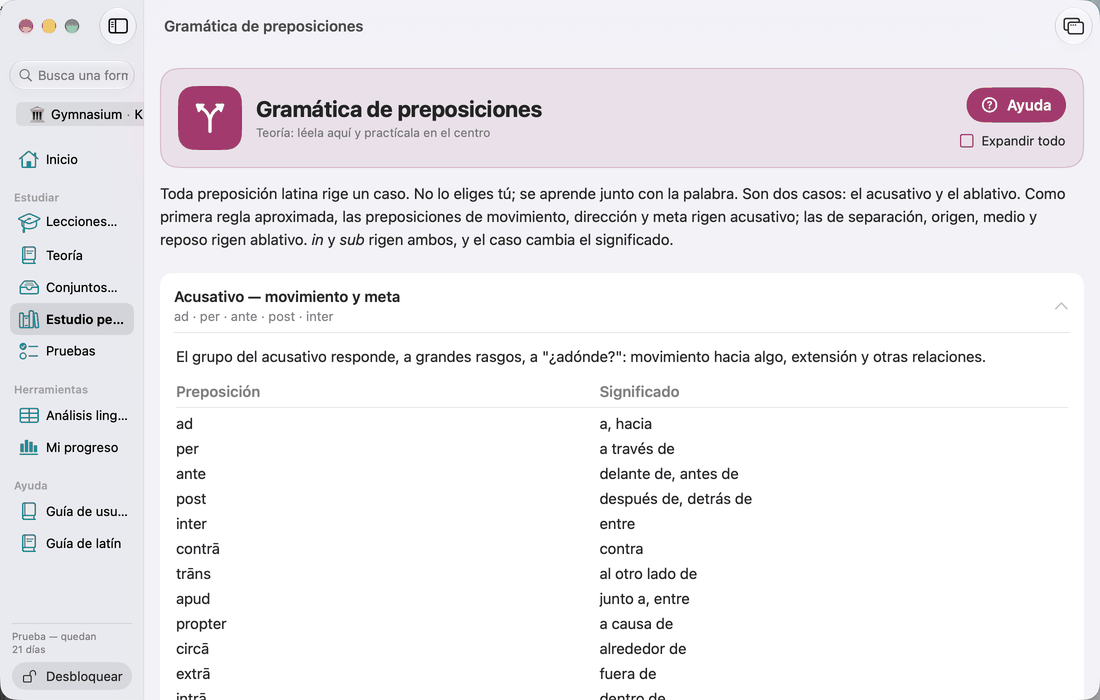 Gramática de preposiciones
Busca una forn
Gymnasium · K
Inicio
Estudiar
Lecciones...
Teoría
Conjuntos...
Estudio pe...
Pruebas
Herramientas
Análisis ling...
Mi progreso
Ayuda
Guía de usu...
Guía de latín
Prueba — quedan
21 días
Desbloquear
Gramática de preposiciones
Teoría: léela aquí y practícala en el centro
Ayuda
Expandir todo
Toda preposición latina rige un caso. No lo eliges tú; se aprende junto con la palabra. Son dos casos: el acusativo y el ablativo. Como
primera regla aproximada, las preposiciones de movimiento, dirección y meta rigen acusativo; las de separación, origen, medio y
reposo rigen ablativo. in y sub rigen ambos, y el caso cambia el significado.
Acusativo — movimiento y meta
ad · per · ante · post · inter
El grupo del acusativo responde, a grandes rasgos, a "¿adónde?": movimiento hacia algo, extensión y otras relaciones.
Preposición Significado
ad a, hacia
per a través de
ante delante de, antes de
post después de, detrás de
inter entre
contrā contra
trāns al otro lado de
apud junto a, entre
propter a causa de
circā alrededor de
extrā fuera de
intrā dentro de